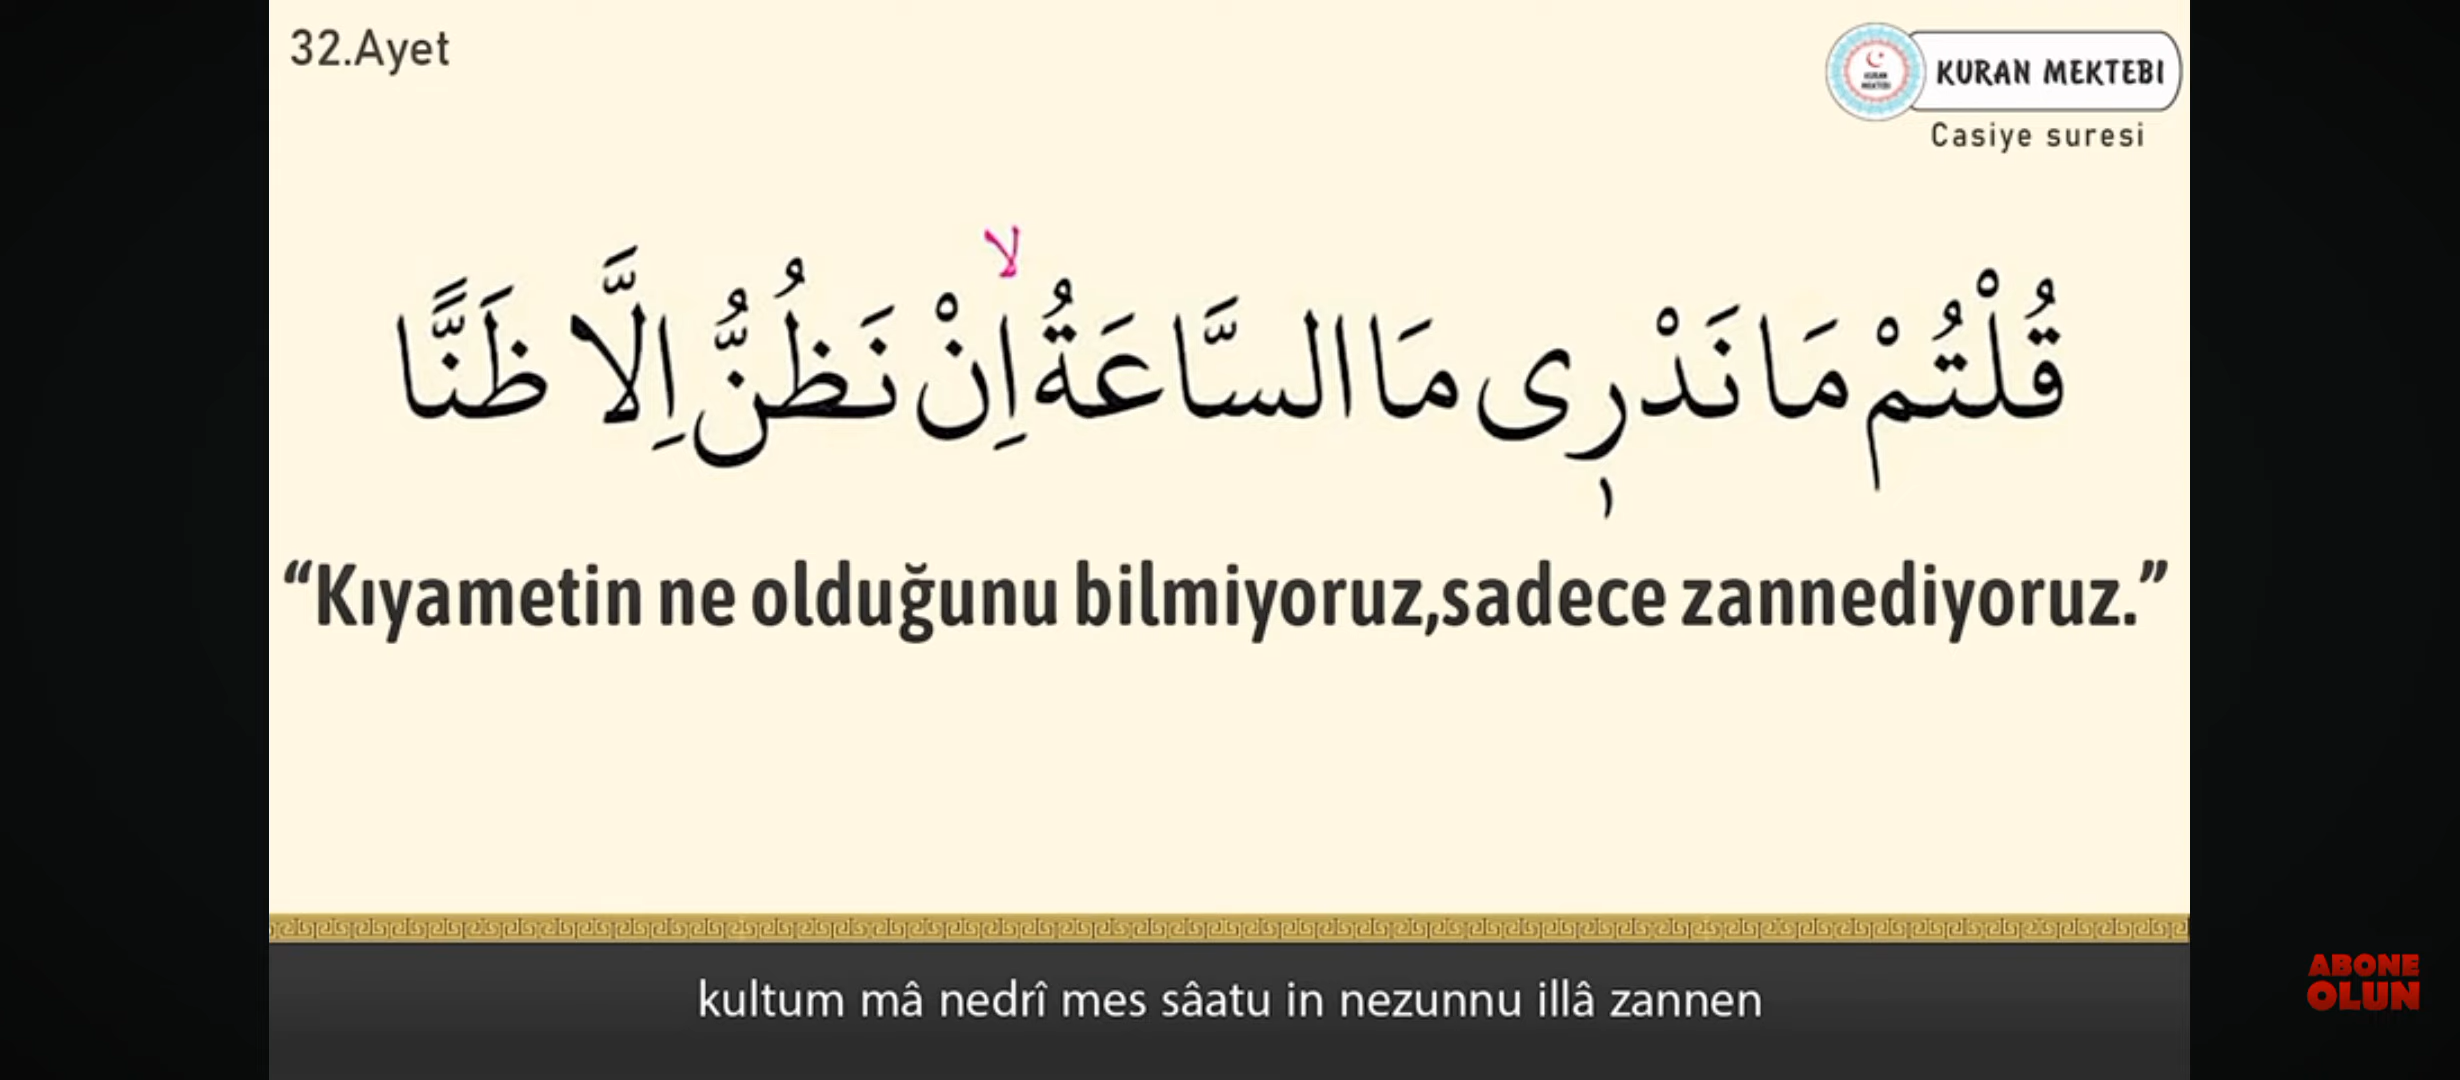 32.Ayet
KURAN MEKTEBI
Casiye suresi
قُلْتُمْ مَا نَدْر۪ى مَا السَّاعَةُۙ اِنْ نَظُنُّ اِلَّا ظَنًّا
“Kıyametin ne olduğunu bilmiyoruz,sadece zannediyoruz.”
kultum mâ nedrî mes sâatu in nezunnu illâ zannen
ABONE
OLUN